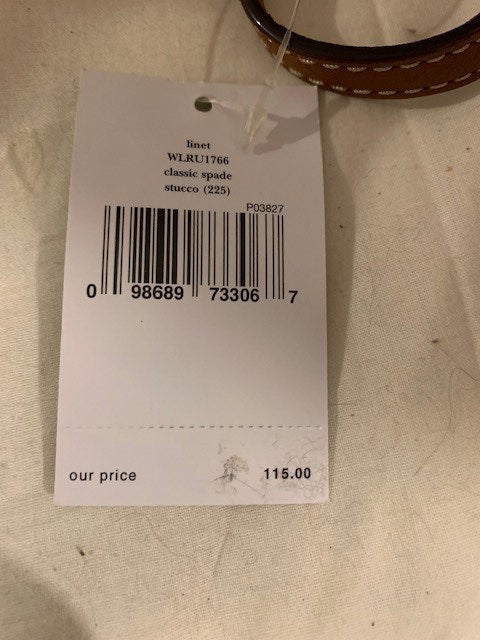 linet
WLRU1766
classic spade
stucco (225)
P03827
0 98689 73306 7
our price 115.00